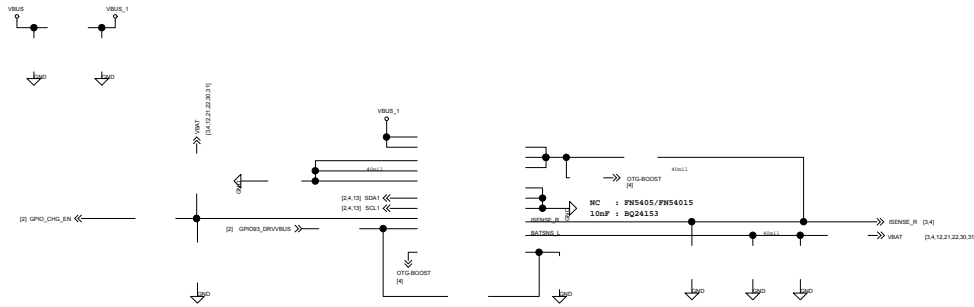 VBUS
VBUS_1
GND
GND
VBAT
[3,4,12,21,22,30,31]
VBUS_1
40mil
40mil
GND
OTG-BOOST
[4]
[2,4,13] SDA1
[2,4,13] SCL1
GND
NC : FN5405/FN54015
10nF : BQ24153
[2] GPIO_CHG_EN
ISENSE_R
ISENSE_R [3,4]
[2] GPIO93_DRVVBUS
BATSNS_L
40mil
VBAT [3,4,12,21,22,30,31
OTG-BOOST
[4]
GND
GND
GND
GND
GND